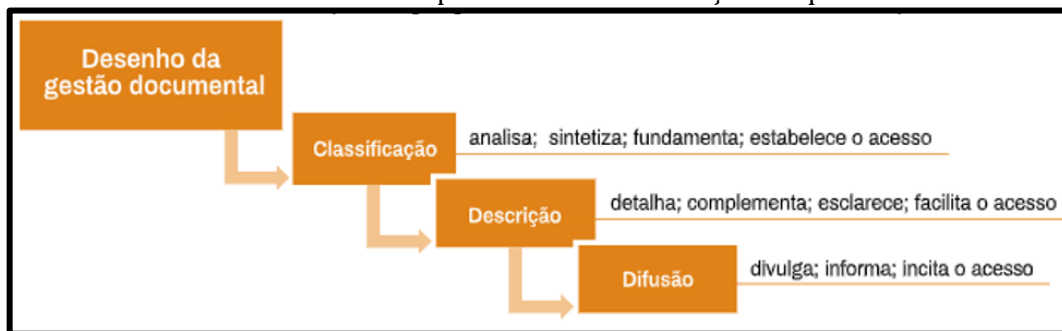 Desenho da
gestão documental
Classificação
analisa; sintetiza; fundamenta; estabelece o acesso
Descrição
detalha; complementa; esclarece; facilita o acesso
Difusão
divulga; informa; incita o acesso